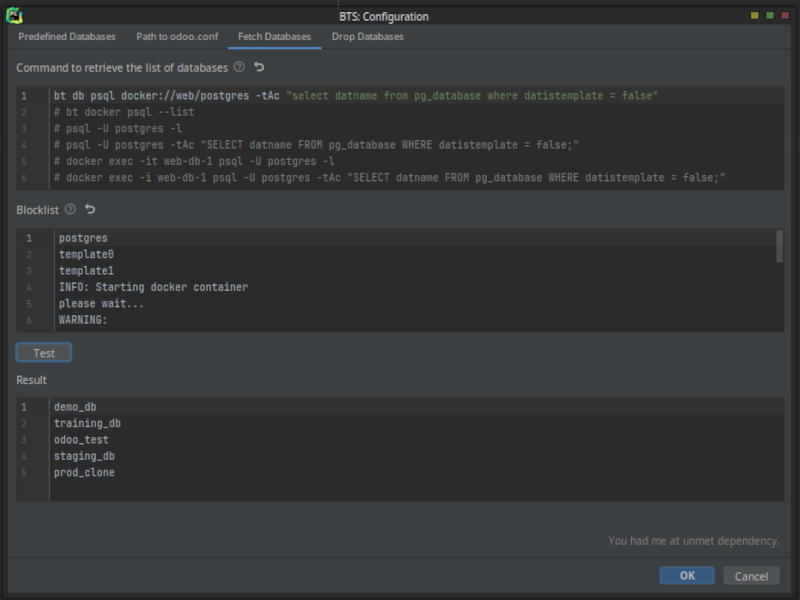 BTS: Configuration
Predefined Databases Path to odoo.conf Fetch Databases Drop Databases
Command to retrieve the list of databases
1 bt db psql docker://web/postgres -tAc "select datname from pg_database where datistemplate = false"
2 # bt docker psql --list
3 # psql -U postgres -l
4 # psql -U postgres -tAc "SELECT datname FROM pg_database WHERE datistemplate = false;"
5 # docker exec -it web-db-1 psql -U postgres -l
6 # docker exec -i web-db-1 psql -U postgres -tAc "SELECT datname FROM pg_database WHERE datistemplate = false;"
Blocklist
1 postgres
2 template0
3 template1
4 INFO: Starting docker container
5 please wait...
6 WARNING:
Test
Result
1 demo_db
2 training_db
3 odoo_test
4 staging_db
5 prod_clone
You had me at unmet dependency.
OK Cancel